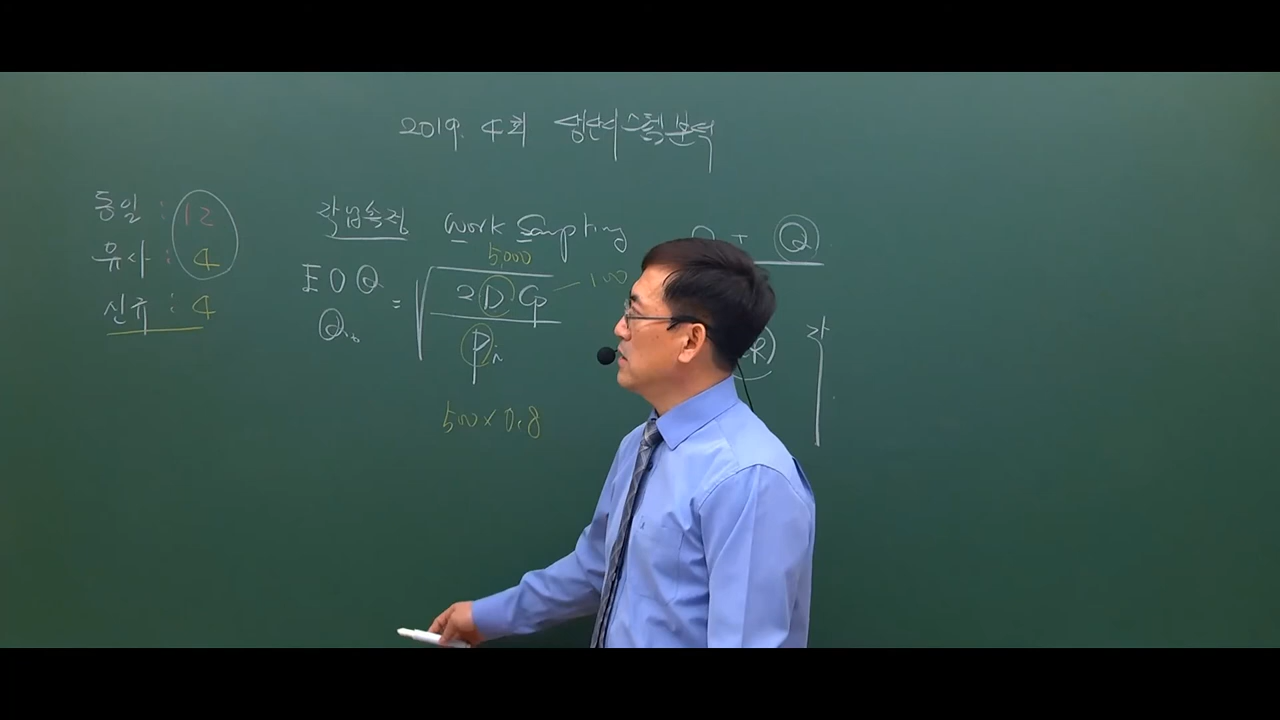 2019. 4회 생산시스템분석
동일 : 12
유사 : 4
신규 : 4
작업측정 Work Sampling
Q
5,000
EOQ = √ 2DCp 100
Q₀
Pi
R)
각
500×0.8